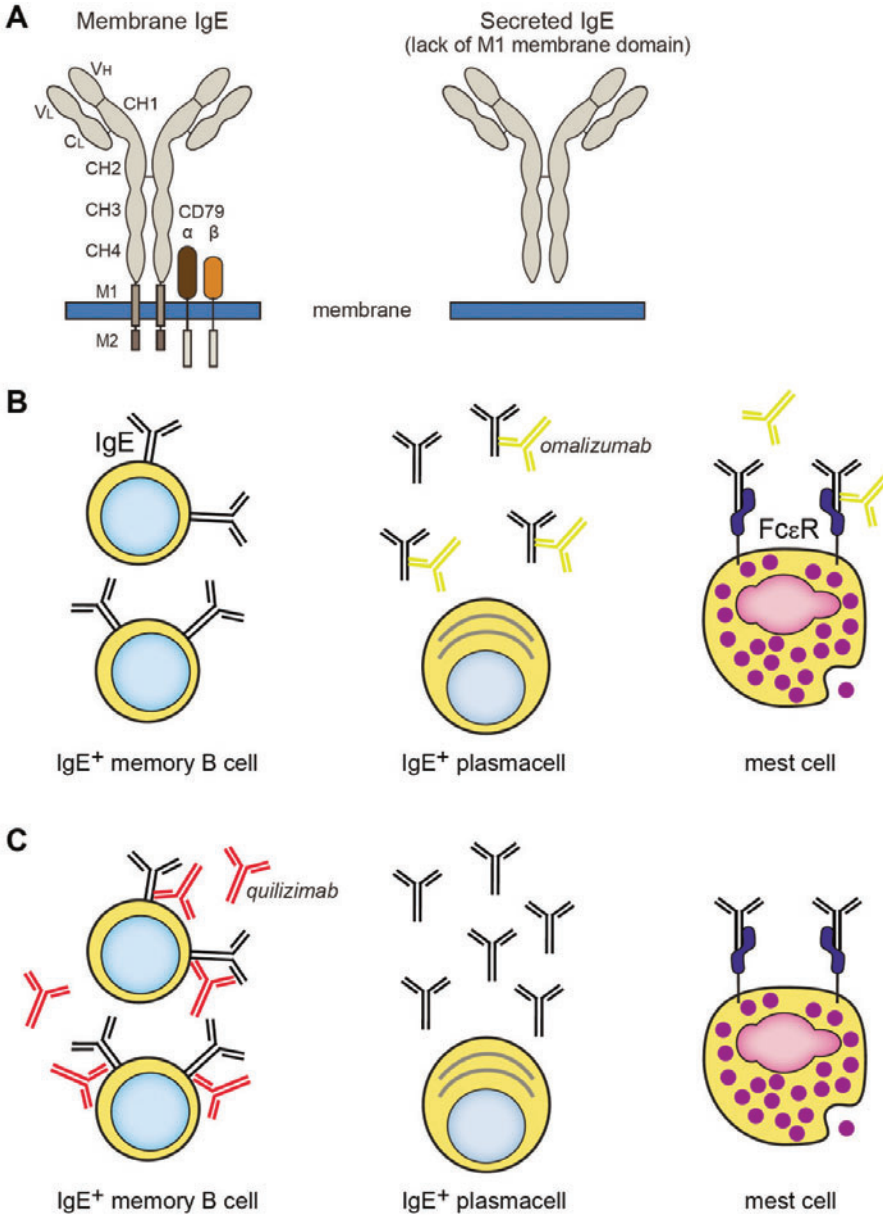 A
Membrane IgE
Secreted IgE
(lack of M1 membrane domain)
VH
CH1
VL
CL
CH2
CH3
CD79
α
β
CH4
M1
membrane
M2
B
IgE
omalizumab
FcεR
IgE+ memory B cell
IgE+ plasmacell
mest cell
C
quilizimab
IgE+ memory B cell
IgE+ plasmacell
mest cell